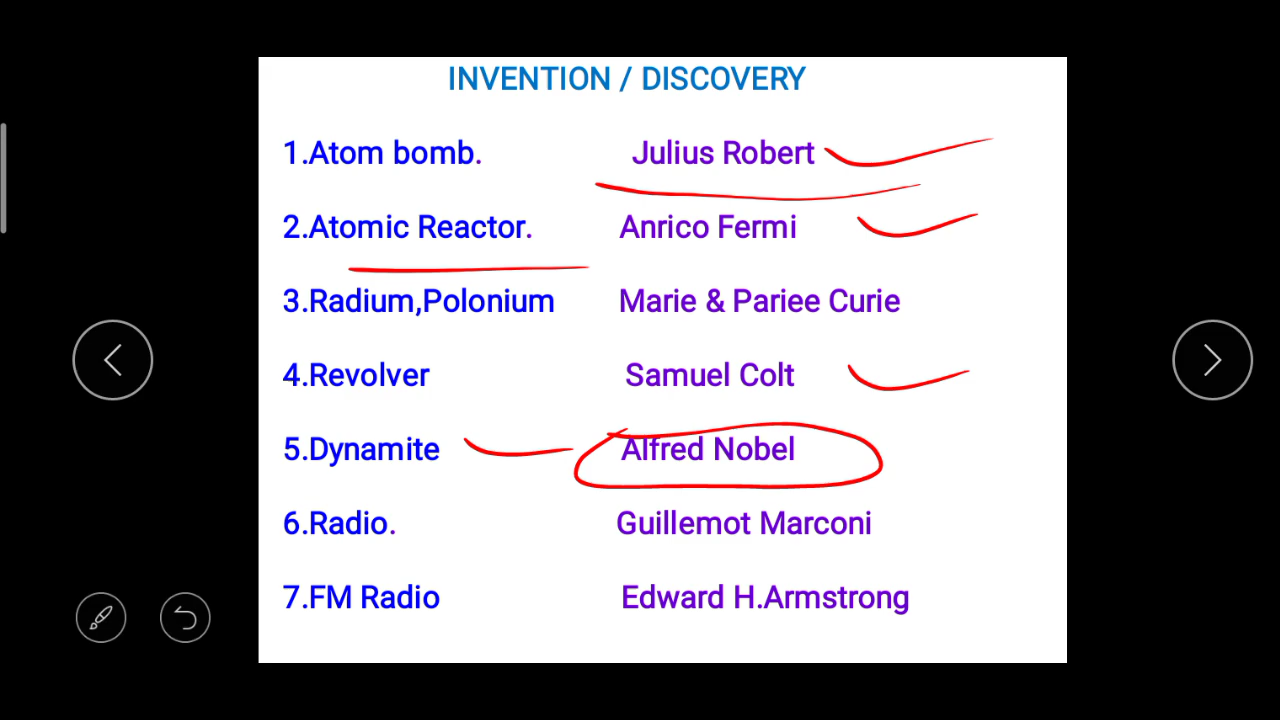 INVENTION / DISCOVERY
1.Atom bomb. Julius Robert
2.Atomic Reactor. Anrico Fermi
3.Radium,Polonium Marie & Pariee Curie
4.Revolver Samuel Colt
5.Dynamite Alfred Nobel
6.Radio. Guillemot Marconi
7.FM Radio Edward H.Armstrong